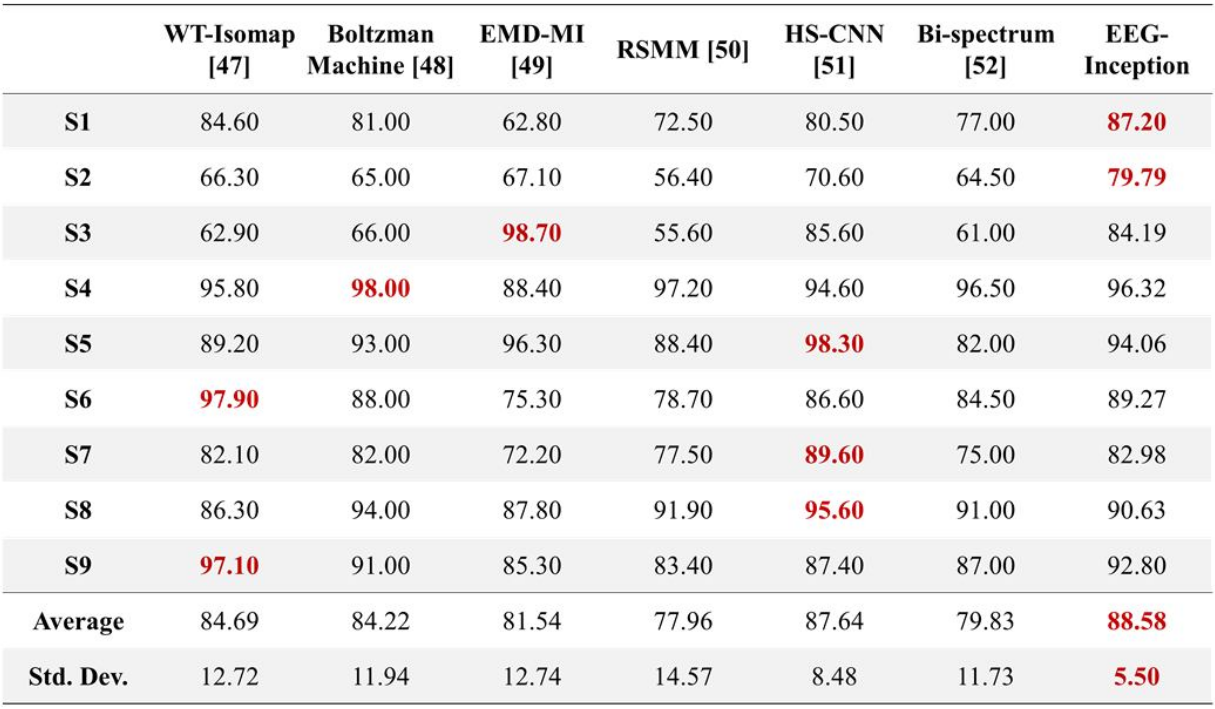 WT-Isomap [47] Boltzman Machine [48] EMD-MI [49] RSMM [50] HS-CNN [51] Bi-spectrum [52] EEG-Inception
S1 84.60 81.00 62.80 72.50 80.50 77.00 87.20
S2 66.30 65.00 67.10 56.40 70.60 64.50 79.79
S3 62.90 66.00 98.70 55.60 85.60 61.00 84.19
S4 95.80 98.00 88.40 97.20 94.60 96.50 96.32
S5 89.20 93.00 96.30 88.40 98.30 82.00 94.06
S6 97.90 88.00 75.30 78.70 86.60 84.50 89.27
S7 82.10 82.00 72.20 77.50 89.60 75.00 82.98
S8 86.30 94.00 87.80 91.90 95.60 91.00 90.63
S9 97.10 91.00 85.30 83.40 87.40 87.00 92.80
Average 84.69 84.22 81.54 77.96 87.64 79.83 88.58
Std. Dev. 12.72 11.94 12.74 14.57 8.48 11.73 5.50